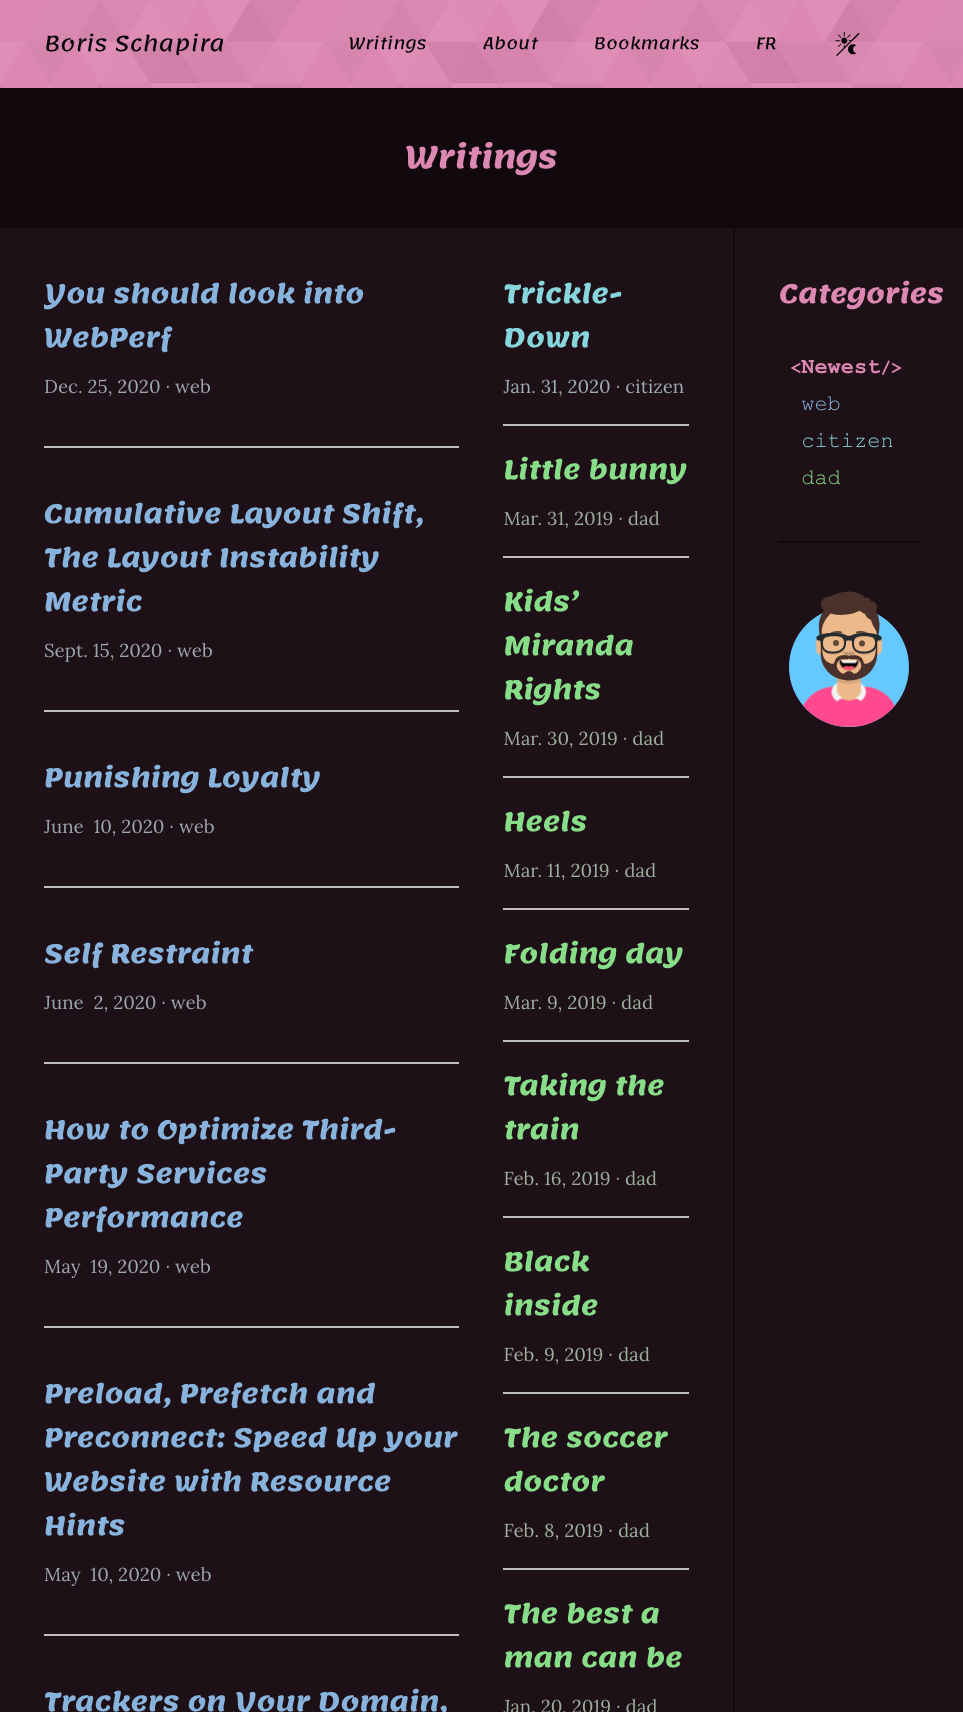 Boris Schapira
Writings
About
Bookmarks
FR
Writings
You should look into
WebPerf
Dec. 25, 2020 · web
Cumulative Layout Shift,
The Layout Instability
Metric
Sept. 15, 2020 · web
Punishing Loyalty
June 10, 2020 · web
Self Restraint
June 2, 2020 · web
How to Optimize Third-
Party Services
Performance
May 19, 2020 · web
Preload, Prefetch and
Preconnect: Speed Up your
Website with Resource
Hints
May 10, 2020 · web
Trackers on Your Domain,
Trickle-
Down
Jan. 31, 2020 · citizen
Little bunny
Mar. 31, 2019 · dad
Kids’
Miranda
Rights
Mar. 30, 2019 · dad
Heels
Mar. 11, 2019 · dad
Folding day
Mar. 9, 2019 · dad
Taking the
train
Feb. 16, 2019 · dad
Black
inside
Feb. 9, 2019 · dad
The soccer
doctor
Feb. 8, 2019 · dad
The best a
man can be
Jan. 20, 2019 · dad
Categories
<Newest/>
web
citizen
dad